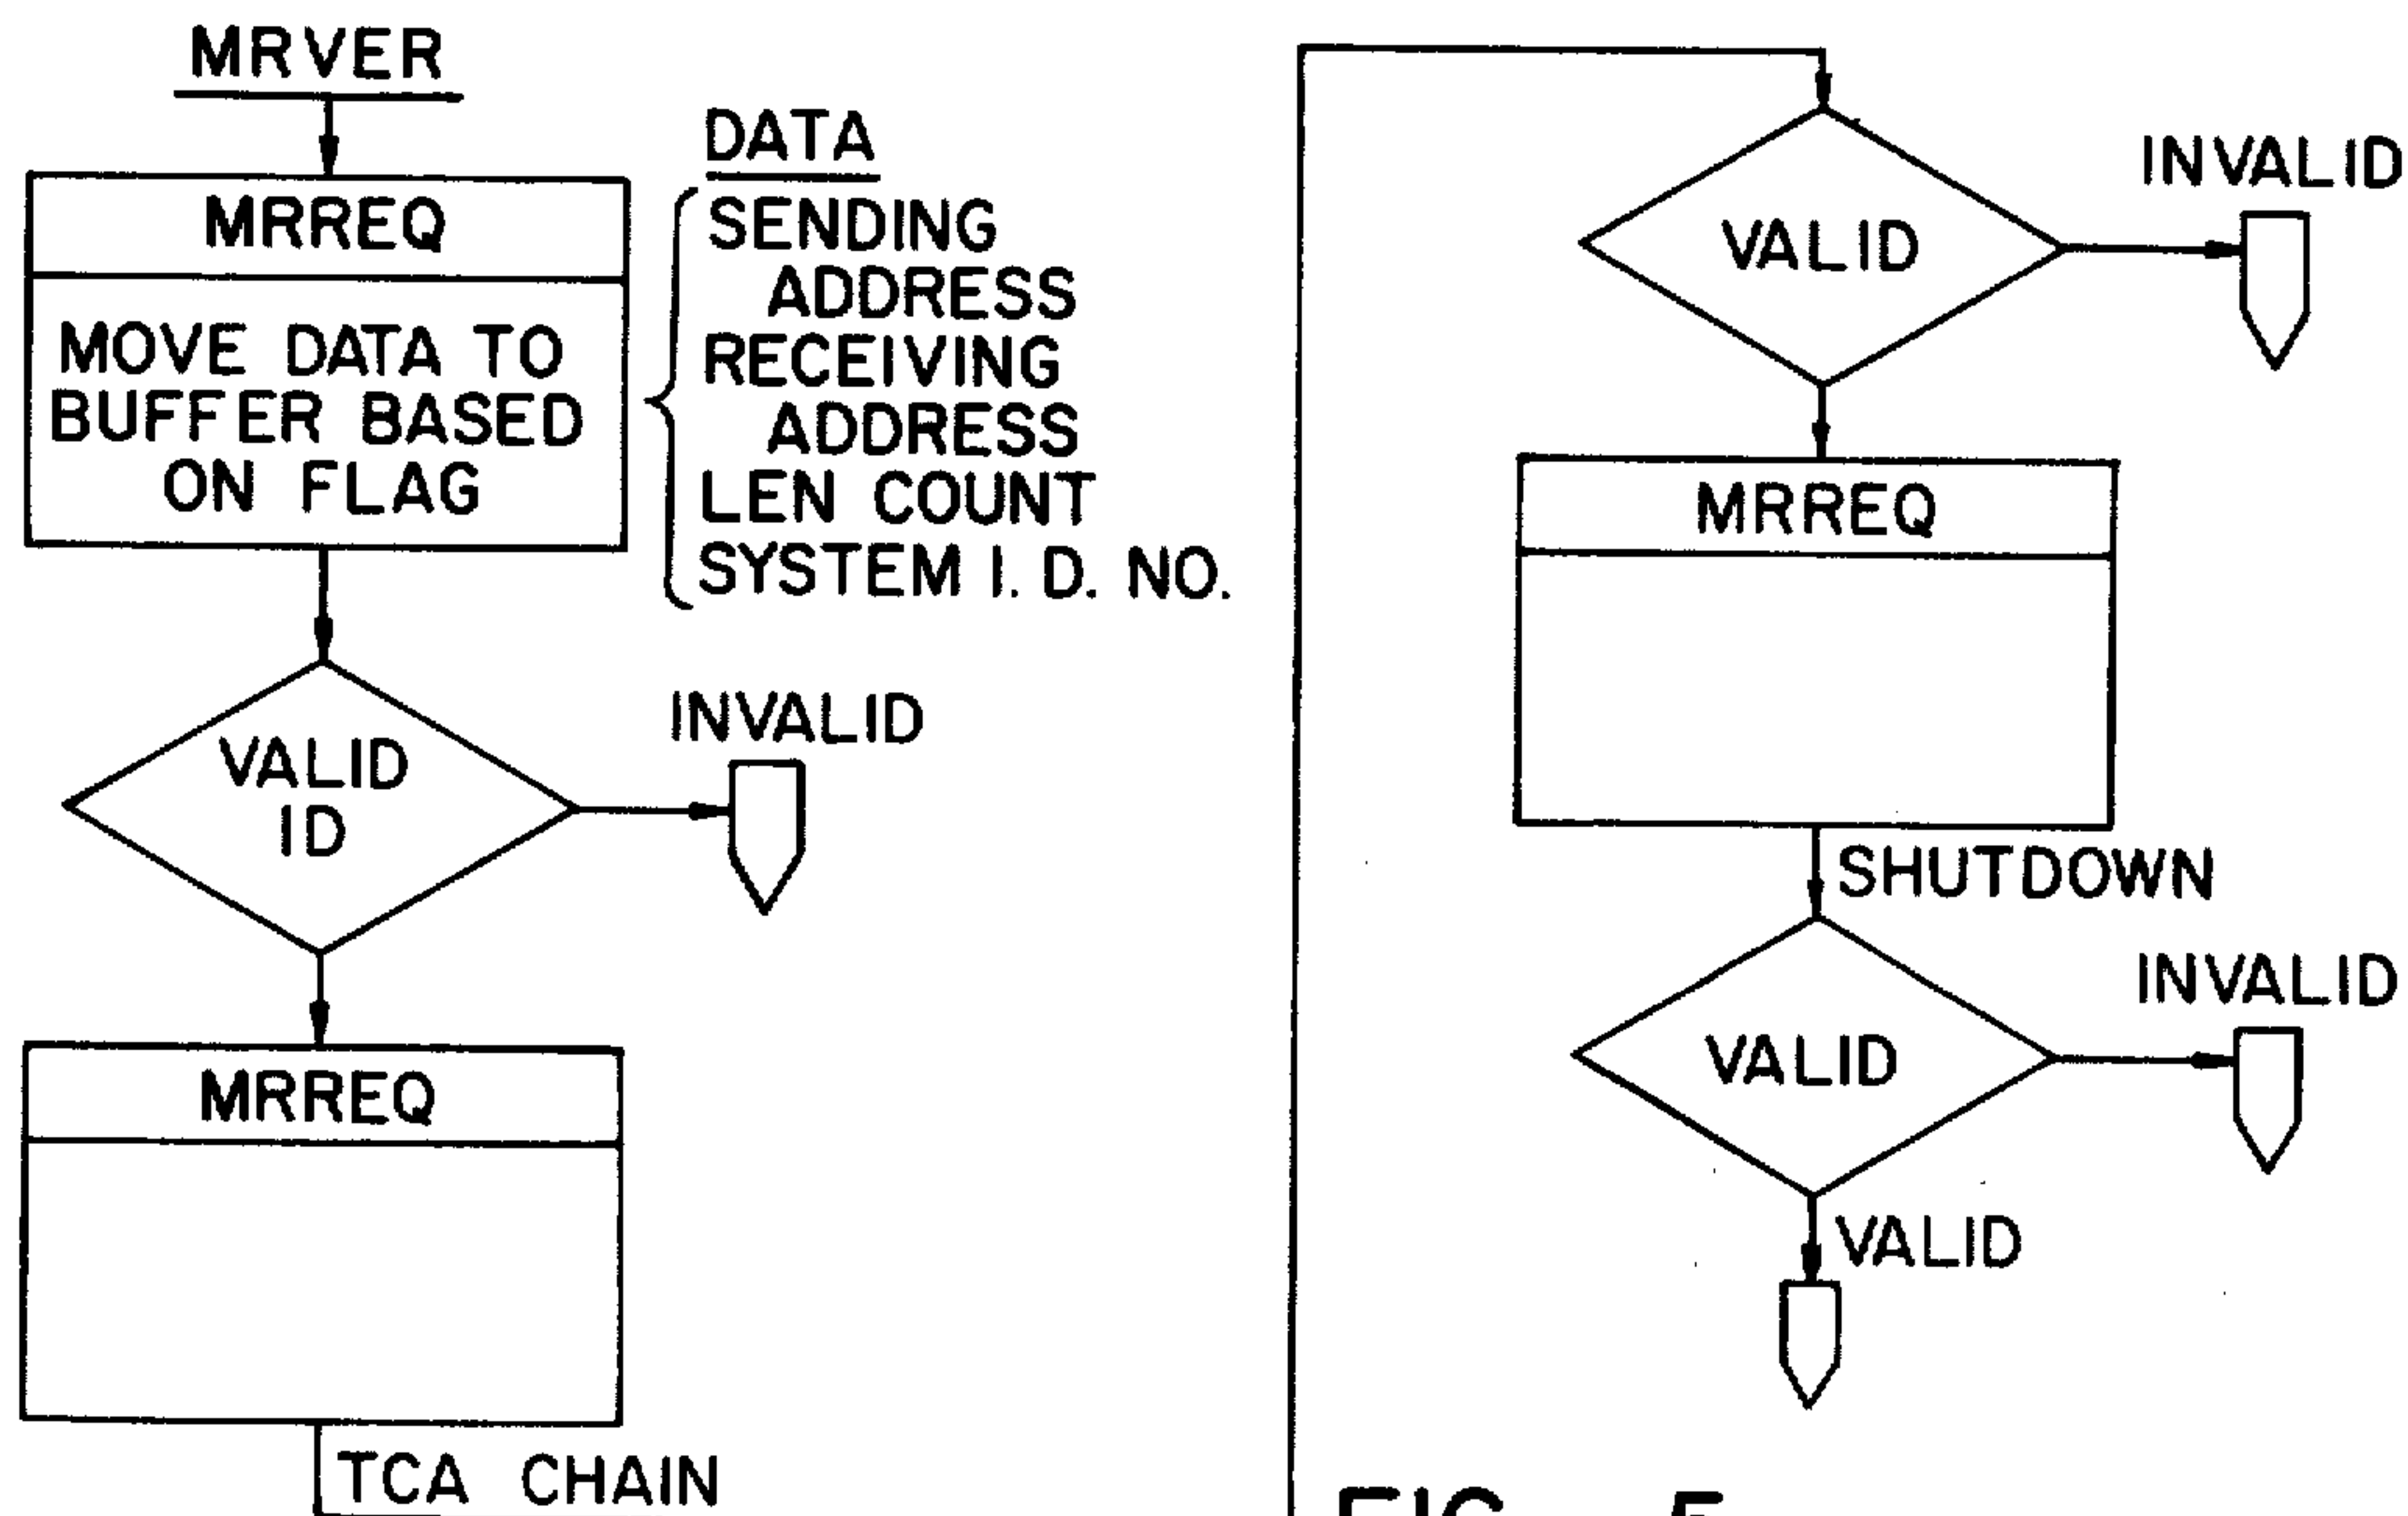 MRVER
MRREQ
MOVE DATA TO
BUFFER BASED
ON FLAG
DATA
SENDING
ADDRESS
RECEIVING
ADDRESS
LEN COUNT
SYSTEM I. D. NO.
VALID
ID
INVALID
MRREQ
TCA CHAIN
VALID
INVALID
MRREQ
SHUTDOWN
VALID
INVALID
VALID